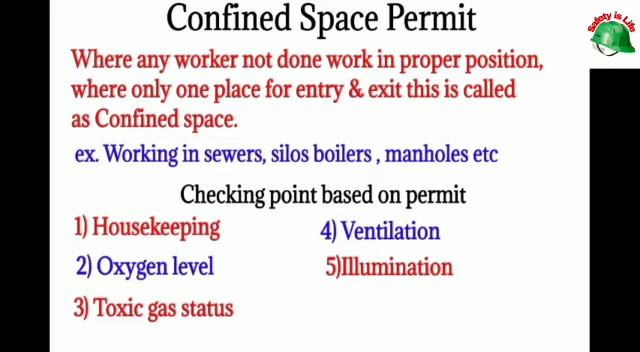 Confined Space Permit
Safety is Life
Where any worker not done work in proper position,
where only one place for entry & exit this is called
as Confined space.
ex. Working in sewers, silos boilers , manholes etc
Checking point based on permit
1) Housekeeping
2) Oxygen level
3) Toxic gas status
4) Ventilation
5)Illumination